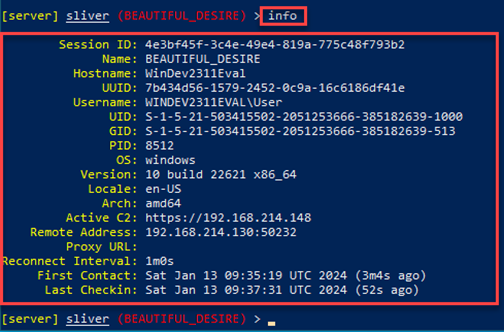 [server] sliver (BEAUTIFUL_DESIRE) > info
Session ID: 4e3bf45f-3c4e-49e4-819a-775c48f793b2
Name: BEAUTIFUL_DESIRE
Hostname: WinDev2311Eval
UUID: 7b434d56-1579-2452-0c9a-16c6186df41e
Username: WINDEV2311EVAL\User
UID: S-1-5-21-503415502-2051253666-385182639-1000
GID: S-1-5-21-503415502-2051253666-385182639-513
PID: 8512
OS: windows
Version: 10 build 22621 x86_64
Locale: en-US
Arch: amd64
Active C2: https://192.168.214.148
Remote Address: 192.168.214.130:50232
Proxy URL:
Reconnect Interval: 1m0s
First Contact: Sat Jan 13 09:35:19 UTC 2024 (3m4s ago)
Last Checkin: Sat Jan 13 09:37:31 UTC 2024 (52s ago)
[server] sliver (BEAUTIFUL_DESIRE) >